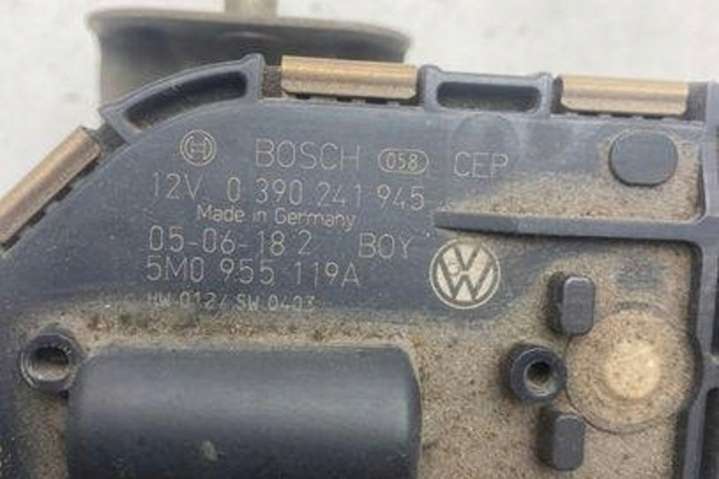 BOSCH 058 CEP
12V 0 390 241 945
Made in Germany
05-06-18 2 BOY
5M0 955 119A
HW 0124 SW 0403